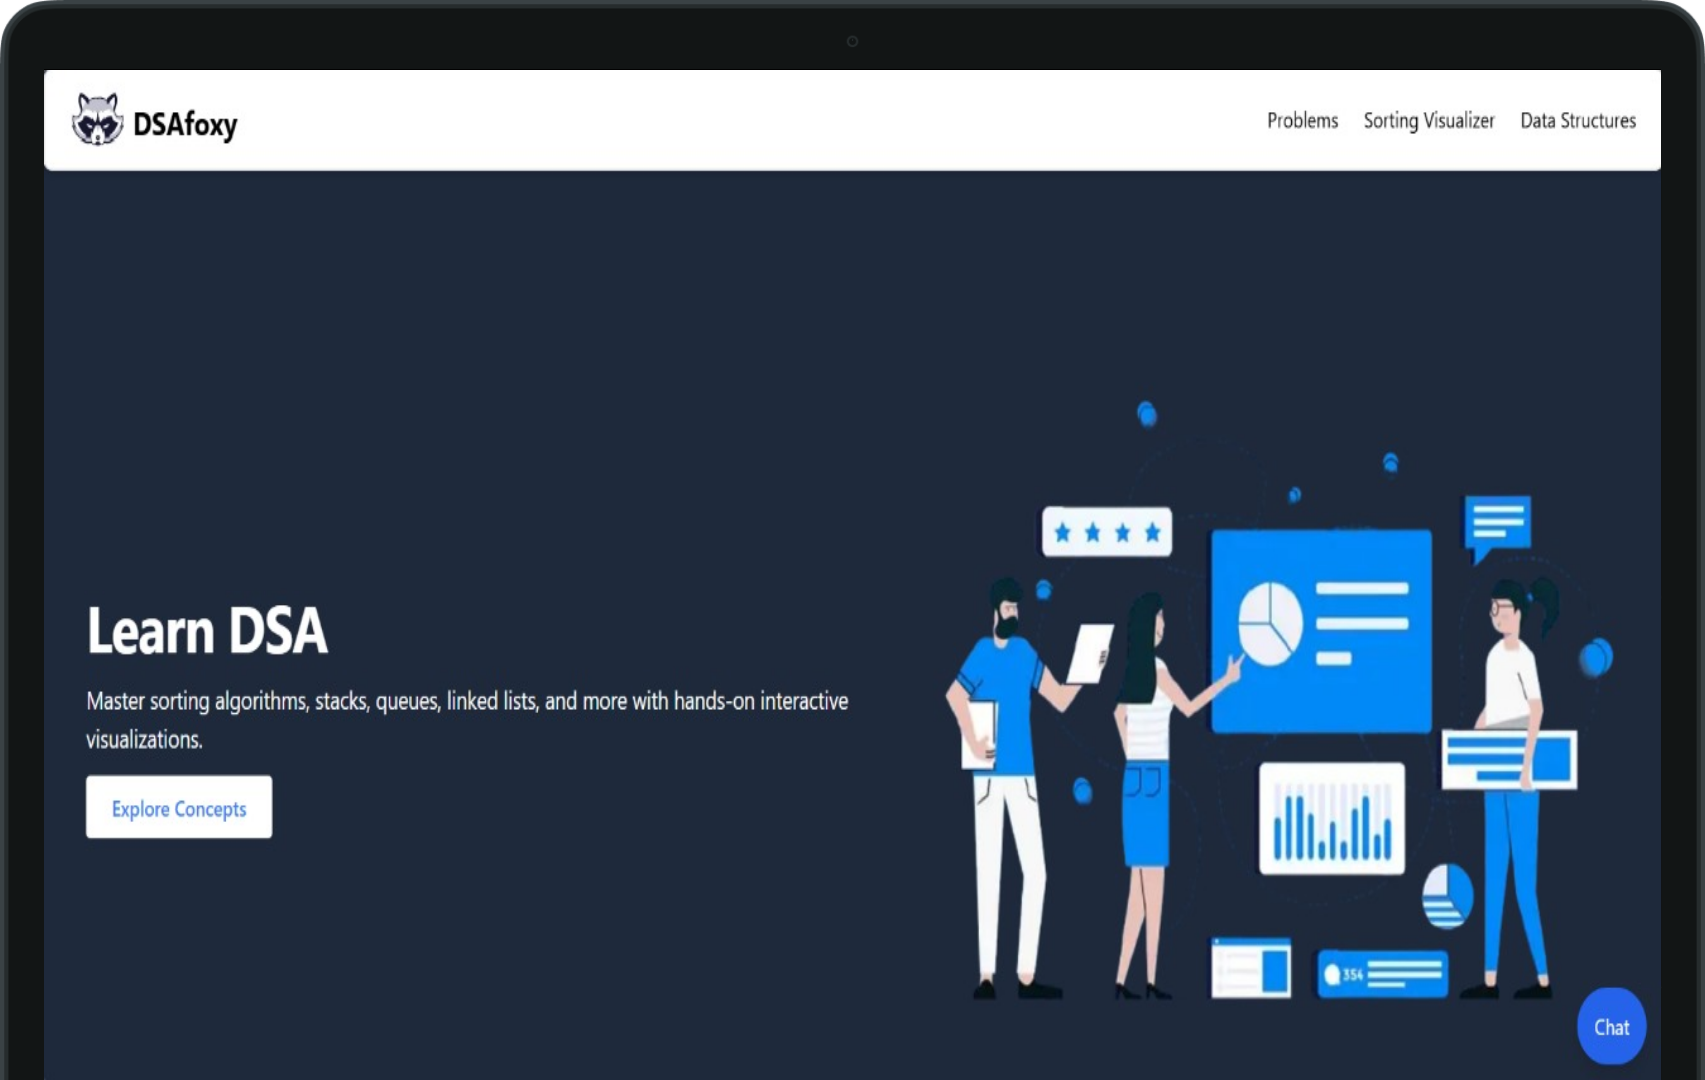 DSAfoxy
Problems
Sorting Visualizer
Data Structures
Learn DSA
Master sorting algorithms, stacks, queues, linked lists, and more with hands-on interactive
visualizations.
Explore Concepts
354
Chat